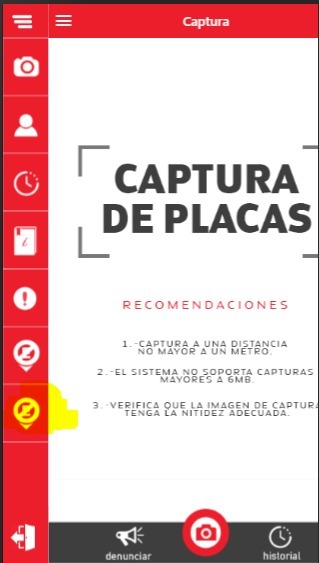 Captura
CAPTURA
DE PLACAS
RECOMENDACIONES
1.-CAPTURA A UNA DISTANCIA
NO MAYOR A UN METRO.
2.-EL SISTEMA NO SOPORTA CAPTURAS
MAYORES A 6MB.
3.-VERIFICA QUE LA IMAGEN DE CAPTURA
TENGA LA NITIDEZ ADECUADA.
denunciar
historial